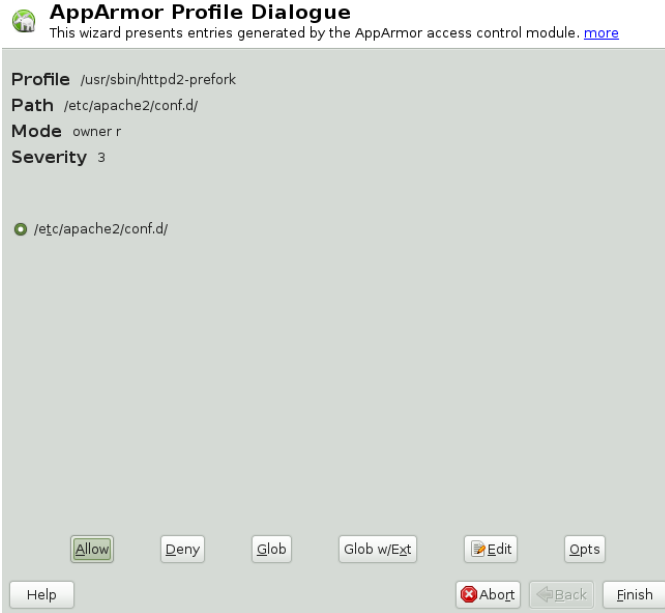 AppArmor Profile Dialogue
This wizard presents entries generated by the AppArmor access control module. more
Profile /usr/sbin/httpd2-prefork
Path /etc/apache2/conf.d/
Mode owner r
Severity 3
/etc/apache2/conf.d/
Allow Deny Glob Glob w/Ext Edit Opts
Help Abort Back Finish